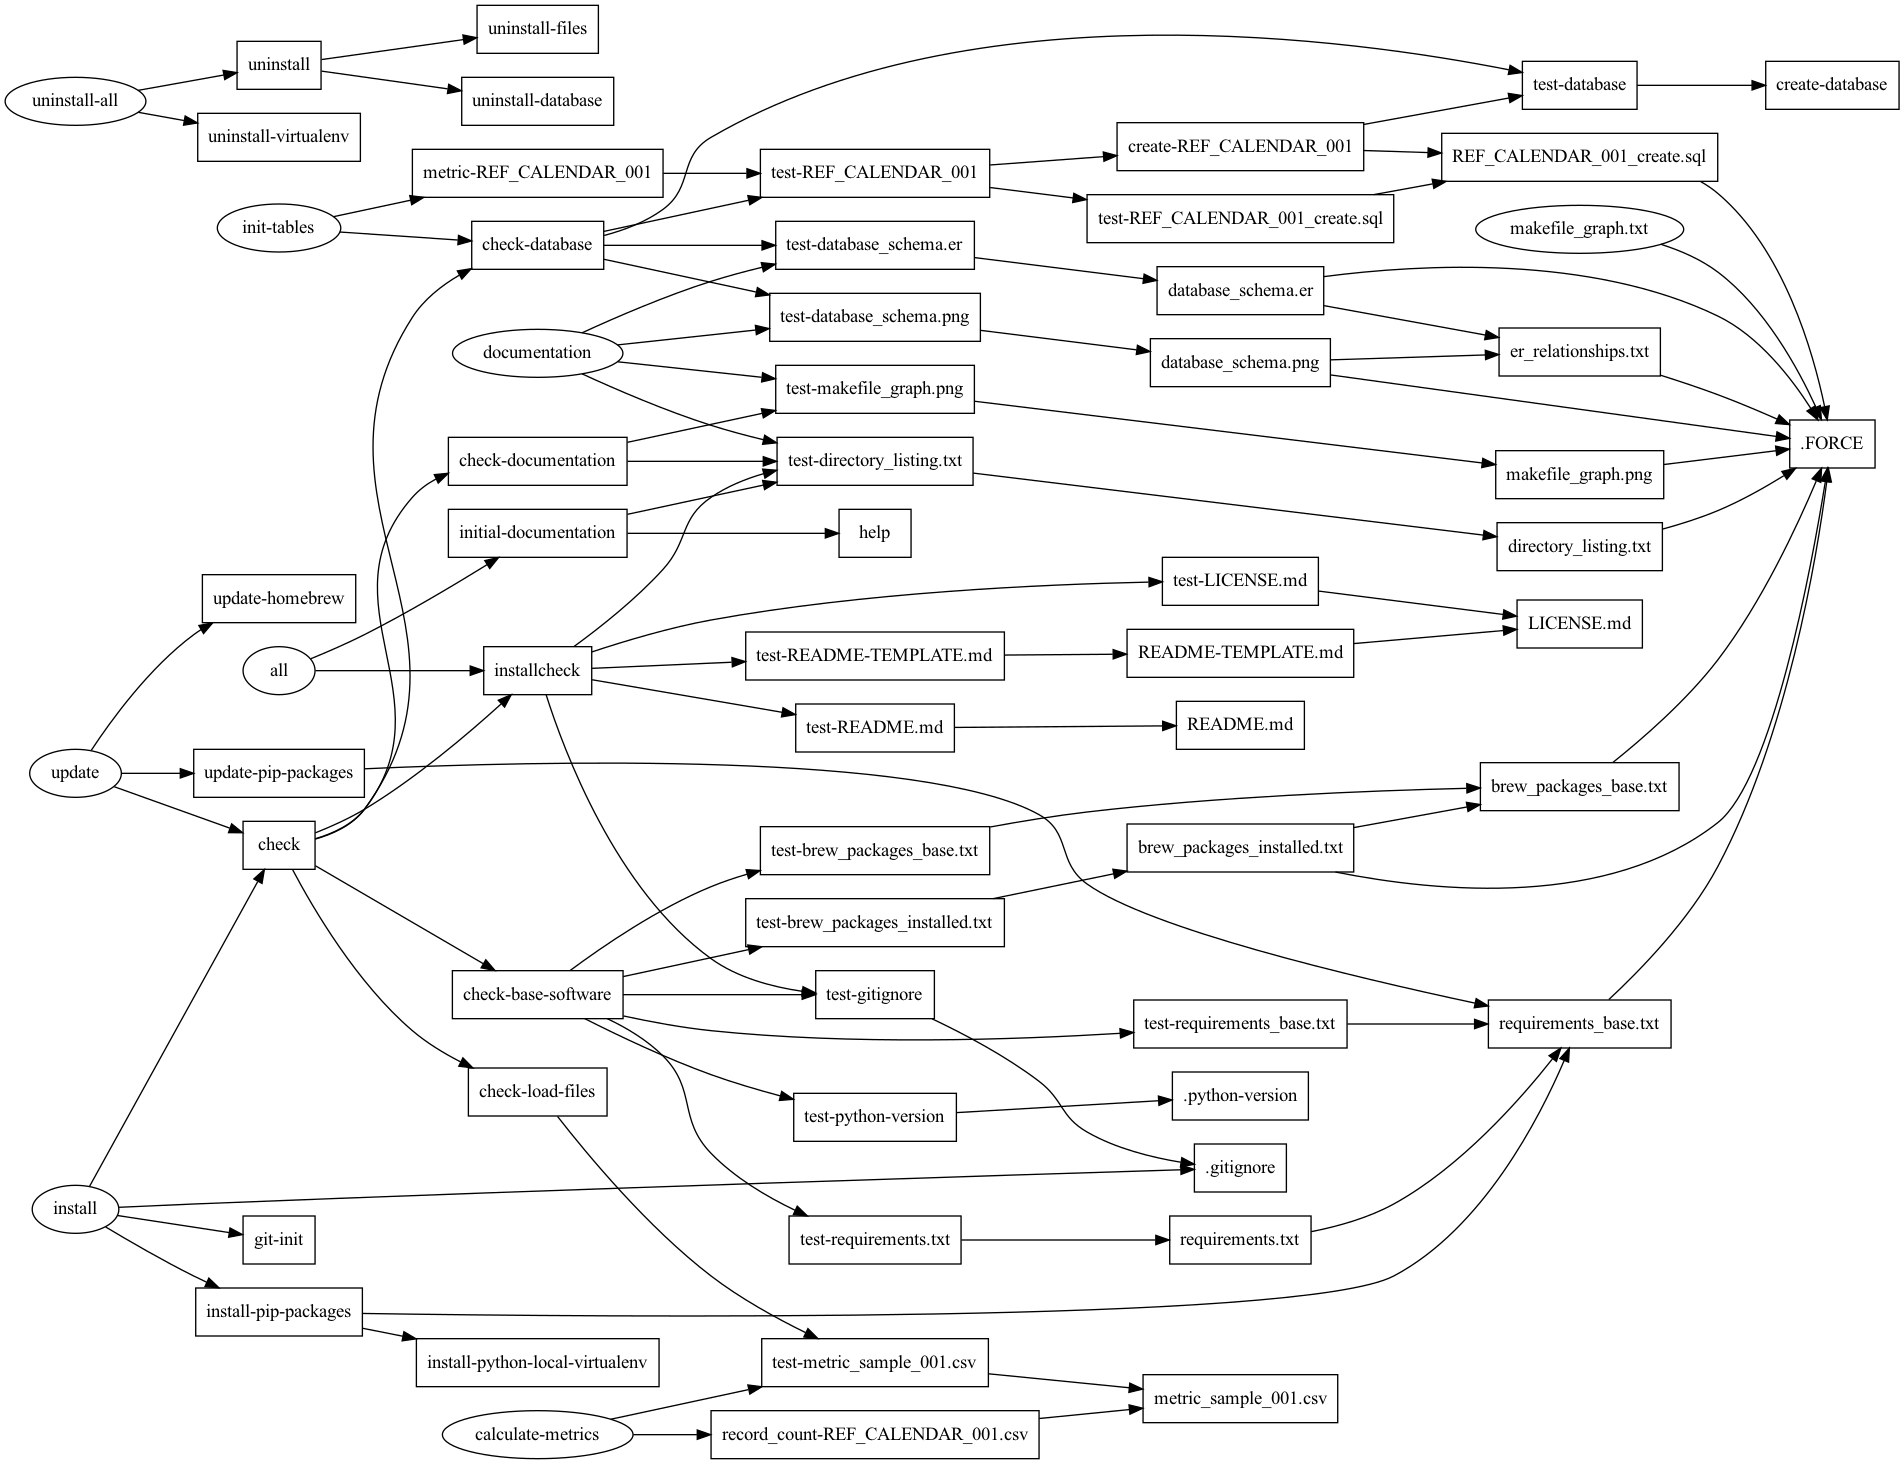 uninstall-files
uninstall
uninstall-all
uninstall-database
uninstall-virtualenv
test-database
create-database
create-REF_CALENDAR_001
REF_CALENDAR_001_create.sql
metric-REF_CALENDAR_001
test-REF_CALENDAR_001
test-REF_CALENDAR_001_create.sql
init-tables
makefile_graph.txt
check-database
test-database_schema.er
database_schema.er
test-database_schema.png
documentation
er_relationships.txt
database_schema.png
test-makefile_graph.png
.FORCE
check-documentation
test-directory_listing.txt
makefile_graph.png
initial-documentation
help
directory_listing.txt
test-LICENSE.md
update-homebrew
LICENSE.md
all
installcheck
test-README-TEMPLATE.md
README-TEMPLATE.md
test-README.md
README.md
update
update-pip-packages
brew_packages_base.txt
check
test-brew_packages_base.txt
brew_packages_installed.txt
test-brew_packages_installed.txt
check-base-software
test-gitignore
test-requirements_base.txt
requirements_base.txt
check-load-files
test-python-version
.python-version
.gitignore
install
git-init
test-requirements.txt
requirements.txt
install-pip-packages
install-python-local-virtualenv
test-metric_sample_001.csv
metric_sample_001.csv
calculate-metrics
record_count-REF_CALENDAR_001.csv